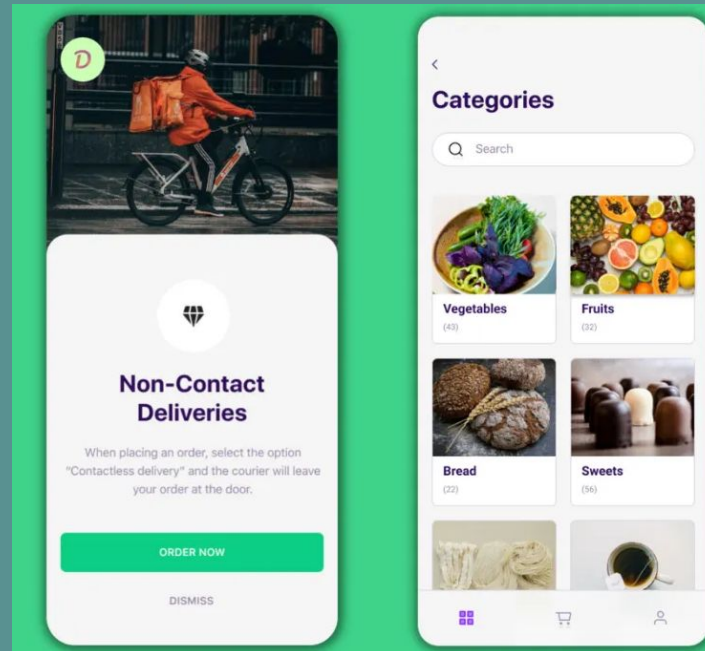 D
Non-Contact
Deliveries
When placing an order, select the option
"Contactless delivery" and the courier will leave
your order at the door.
ORDER NOW
DISMISS
Categories
Search
Vegetables
(43)
Fruits
(32)
Bread
(22)
Sweets
(56)